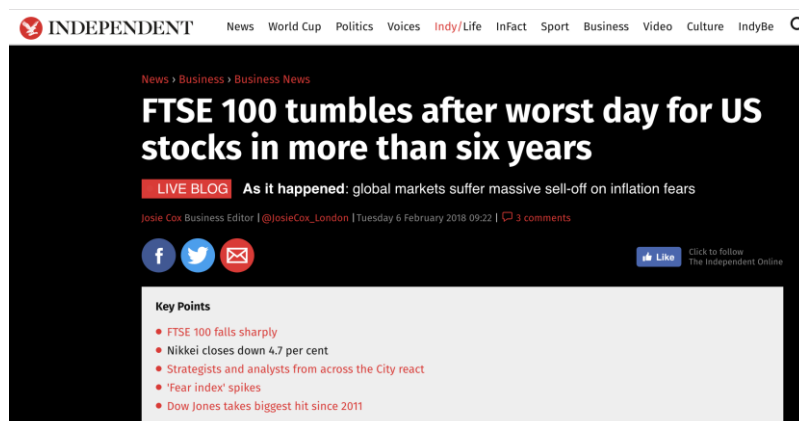 INDEPENDENT News World Cup Politics Voices Indy/Life InFact Sport Business Video Culture IndyBe
News › Business › Business News
FTSE 100 tumbles after worst day for US
stocks in more than six years
LIVE BLOG As it happened: global markets suffer massive sell-off on inflation fears
Josie Cox Business Editor | @JosieCox_London | Tuesday 6 February 2018 09:22 | 3 comments
f Like Click to follow
The Independent Online
Key Points
FTSE 100 falls sharply
Nikkei closes down 4.7 per cent
Strategists and analysts from across the City react
'Fear index' spikes
Dow Jones takes biggest hit since 2011